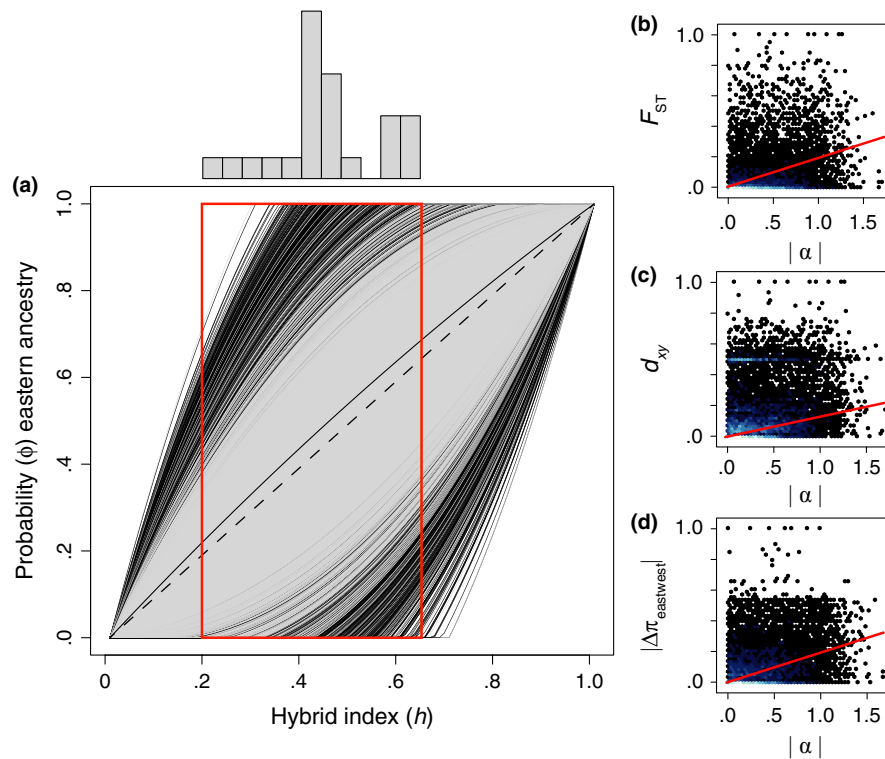 (a)
1.0
.8
.6
.4
.2
.0
Probability (ϕ) eastern ancestry
0
.2
.4
.6
.8
1.0
Hybrid index (h)
(b)
1.0
.0
FST
.0
.5
1.0
1.5
| α |
(c)
1.0
.0
dxy
.0
.5
1.0
1.5
| α |
(d)
1.0
.0
|Δπeastwest|
.0
.5
1.0
1.5
| α |